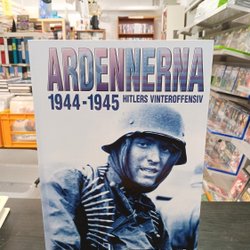 ARDENNERNA
1944-1945 HITLERS VINTEROFFENSIV